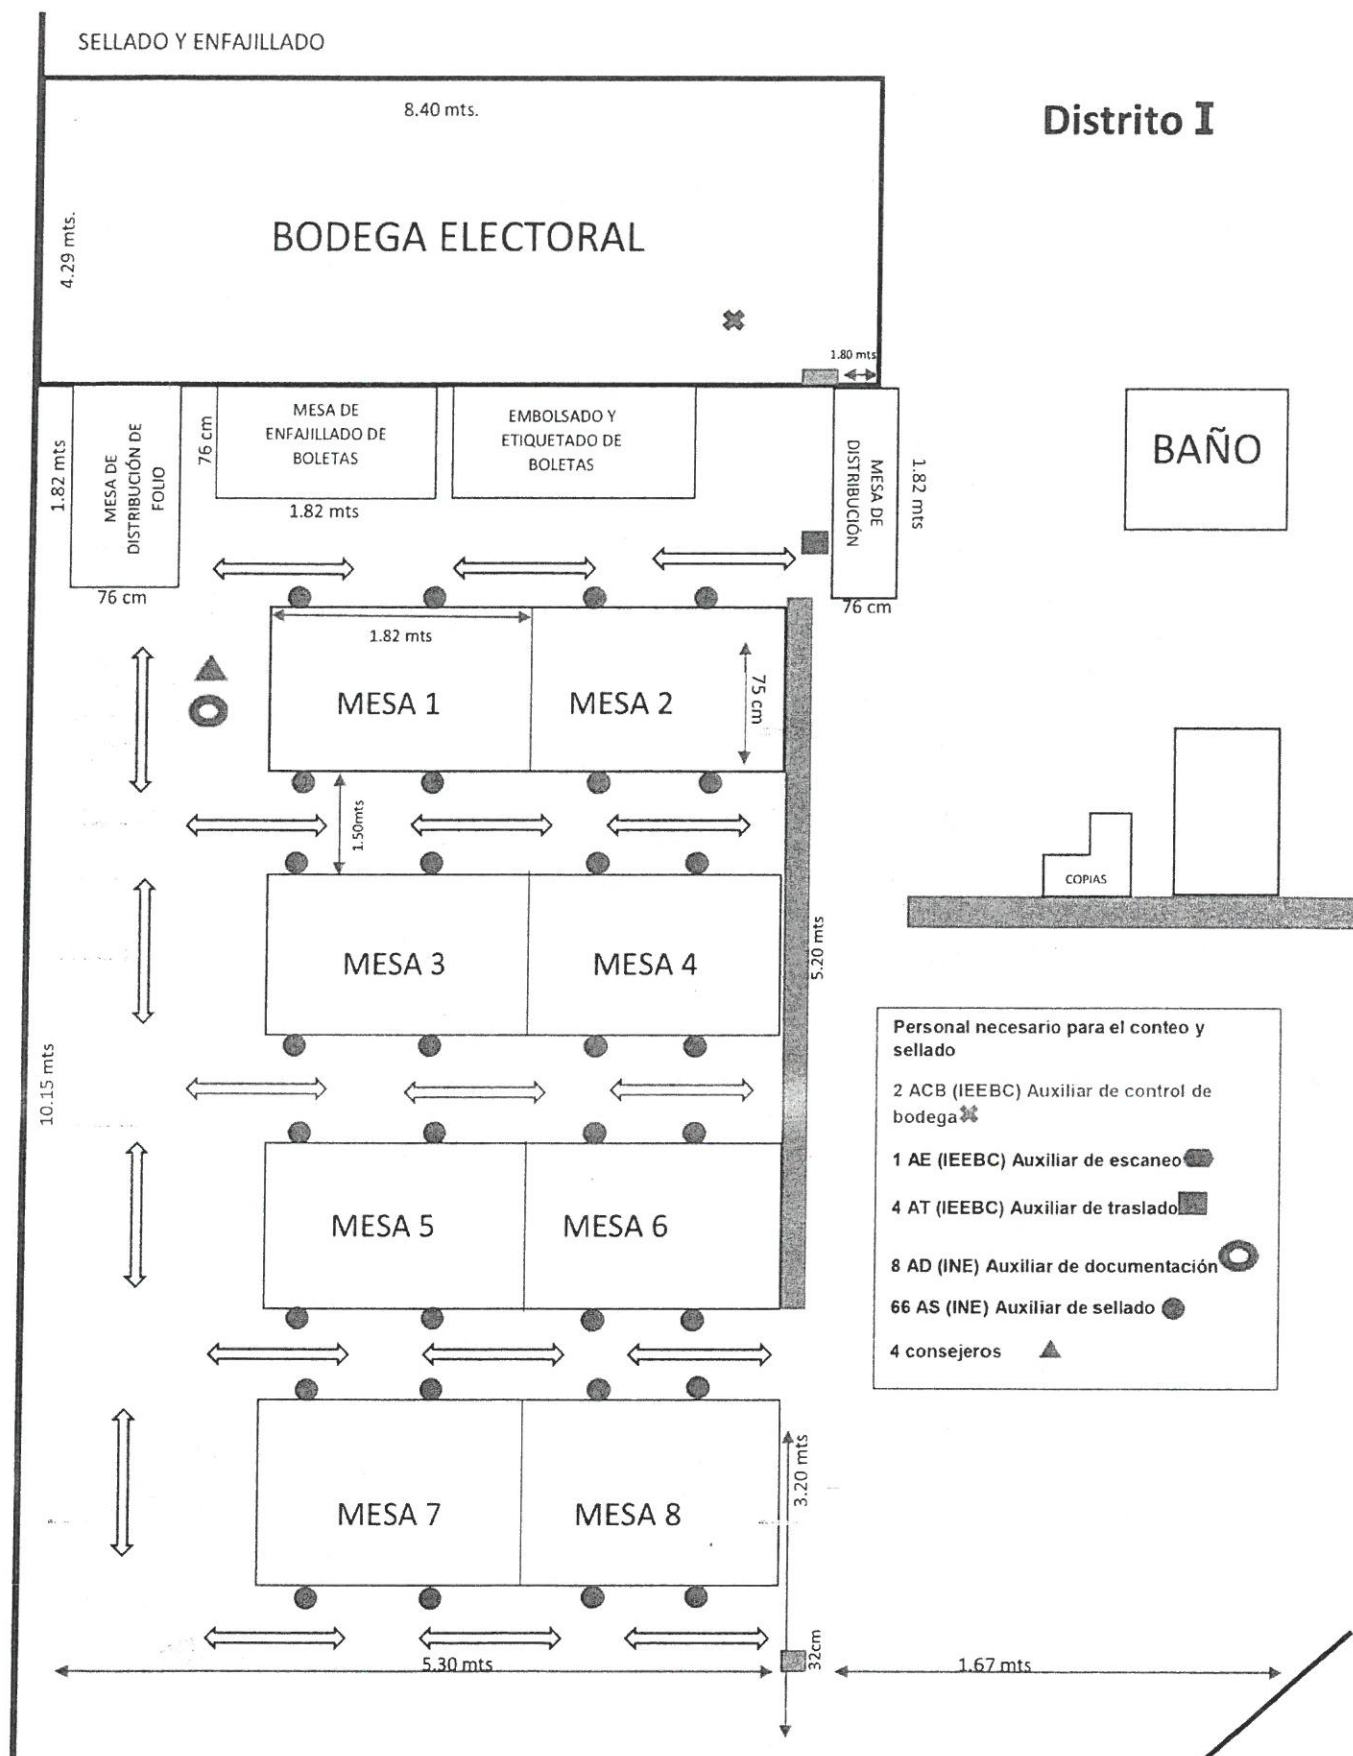 SELLADO Y ENFAJILLADO
8.40 mts.
Distrito I
4.29 mts.
BODEGA ELECTORAL
1.80 mts
1.82 mts
MESA DE
DISTRIBUCIÓN DE
FOLIO
76 cm
76 cm
MESA DE
ENFAJILLADO DE
BOLETAS
1.82 mts
EMBOLSADO Y
ETIQUETADO DE
BOLETAS
MESA DE
DISTRIBUCIÓN
1.82 mts
76 cm
BAÑO
1.82 mts
MESA 1
MESA 2
75 cm
1.50mts
MESA 3
MESA 4
5.20 mts
COPIAS
10.15 mts
MESA 5
MESA 6
Personal necesario para el conteo y
sellado
2 ACB (IEEBC) Auxiliar de control de
bodega
1 AE (IEEBC) Auxiliar de escaneo
4 AT (IEEBC) Auxiliar de traslado
8 AD (INE) Auxiliar de documentación
66 AS (INE) Auxiliar de sellado
4 consejeros
MESA 7
MESA 8
3.20 mts
32cm
5.30 mts
1.67 mts